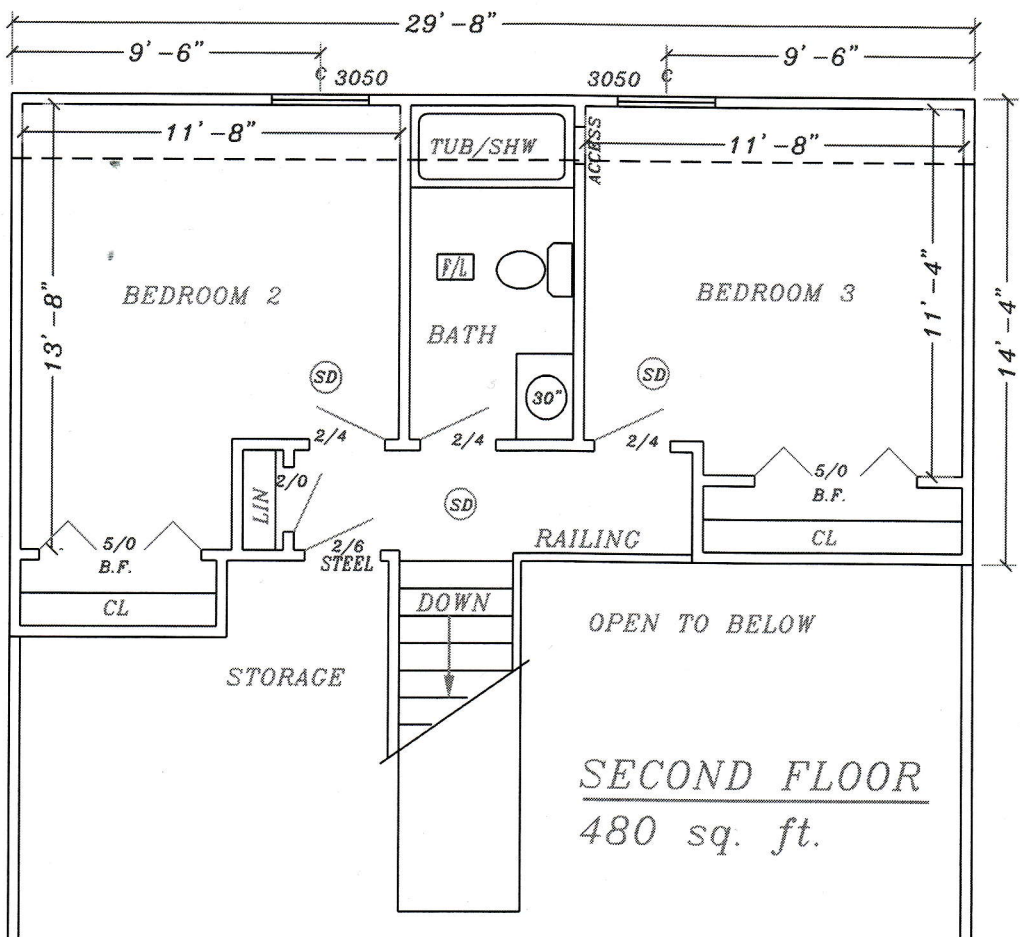 29'-8"
9'-6"
9'-6"
C 3050
3050 C
11'-8"
TUB/SHW
ACCESS
11'-8"
F/L
BEDROOM 2
BEDROOM 3
13'-8"
11'-4"
14'-4"
BATH
SD
SD
30"
2/4
2/4
2/4
2/0
LIN
SD
5/0
B.F.
5/0
B.F.
2/6
STEEL
RAILING
CL
CL
DOWN
OPEN TO BELOW
STORAGE
SECOND FLOOR
480 sq. ft.